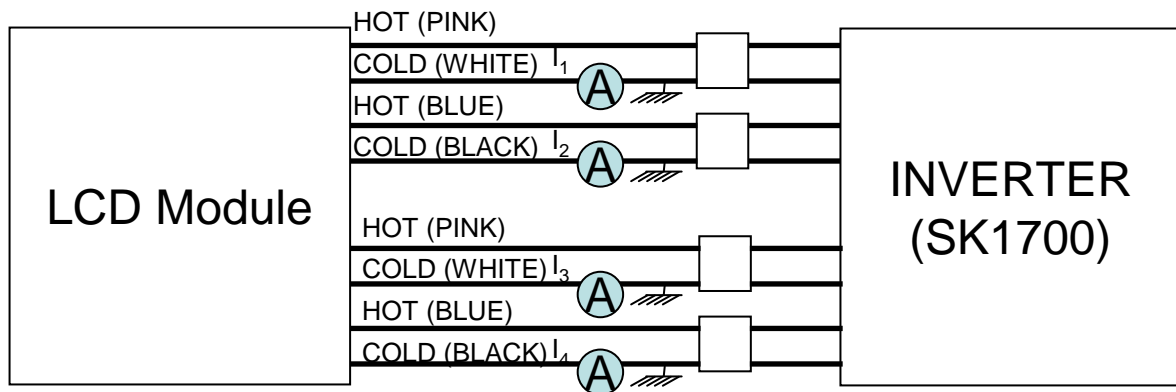 HOT (PINK)
COLD (WHITE) I₁
A
HOT (BLUE)
COLD (BLACK) I₂
A
LCD Module
INVERTER
(SK1700)
HOT (PINK)
COLD (WHITE) I₃
A
HOT (BLUE)
COLD (BLACK) I₄
A